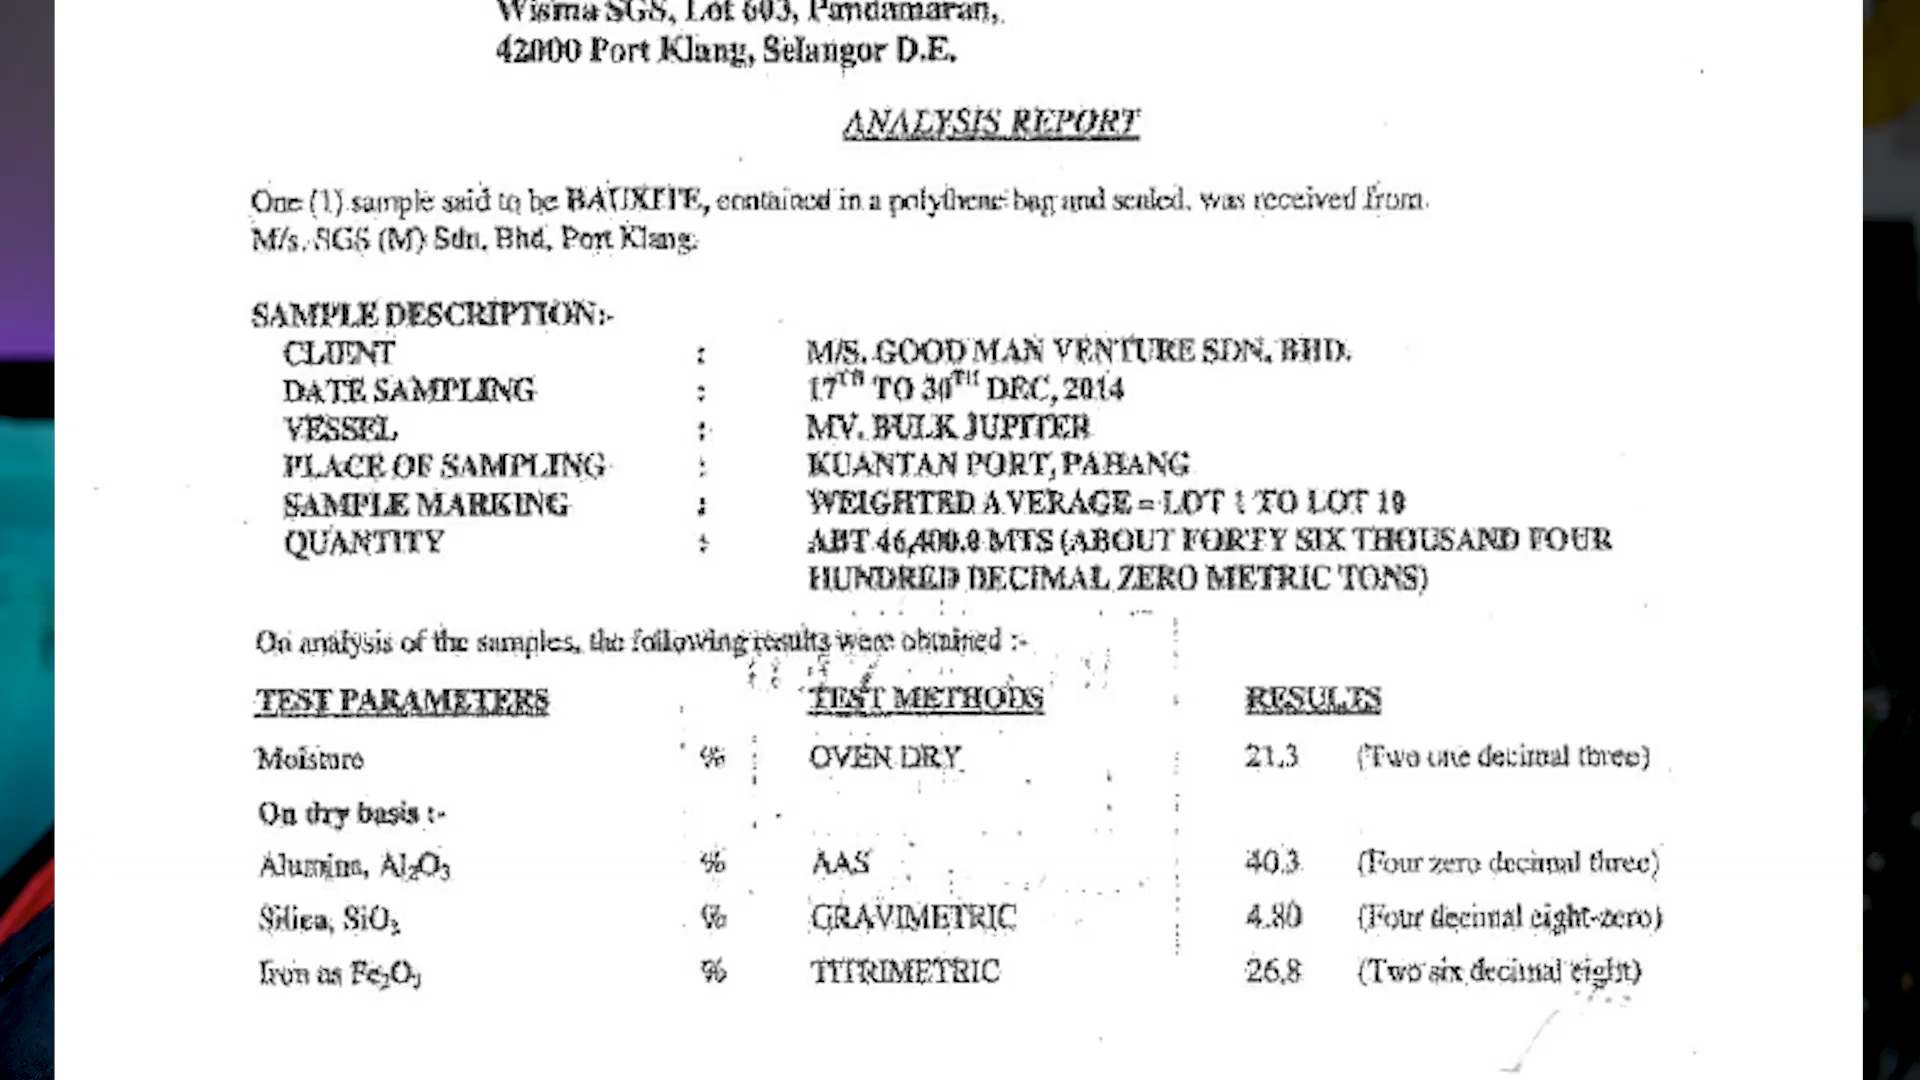 Wisma SGS, Lot 603, Pandamaran,
42000 Port Klang, Selangor D.E.
ANALYSIS REPORT
One (1) sample said to be BAUXITE, contained in a polythene bag and sealed, was received from
M/s. SGS (M) Sdn. Bhd, Port Klang.
SAMPLE DESCRIPTION:-
CLIENT : M/S. GOOD MAN VENTURE SDN. BHD.
DATE SAMPLING : 17TH TO 30TH DEC, 2014
VESSEL : MV. BULK JUPITER
PLACE OF SAMPLING : KUANTAN PORT, PAHANG
SAMPLE MARKING : WEIGHTED AVERAGE = LOT 1 TO LOT 10
QUANTITY : ABT 46,400.0 MTS (ABOUT FORTY SIX THOUSAND FOUR
HUNDRED DECIMAL ZERO METRIC TONS)
On analysis of the samples, the following results were obtained :-
TEST PARAMETERS TEST METHODS RESULTS
Moisture % OVEN DRY 21.3 (Two one decimal three)
On dry basis :-
Alumina, Al2O3 % AAS 40.3 (Four zero decimal three)
Silica, SiO2 % GRAVIMETRIC 4.80 (Four decimal eight-zero)
Iron as Fe2O3 % TITRIMETRIC 26.8 (Two six decimal eight)